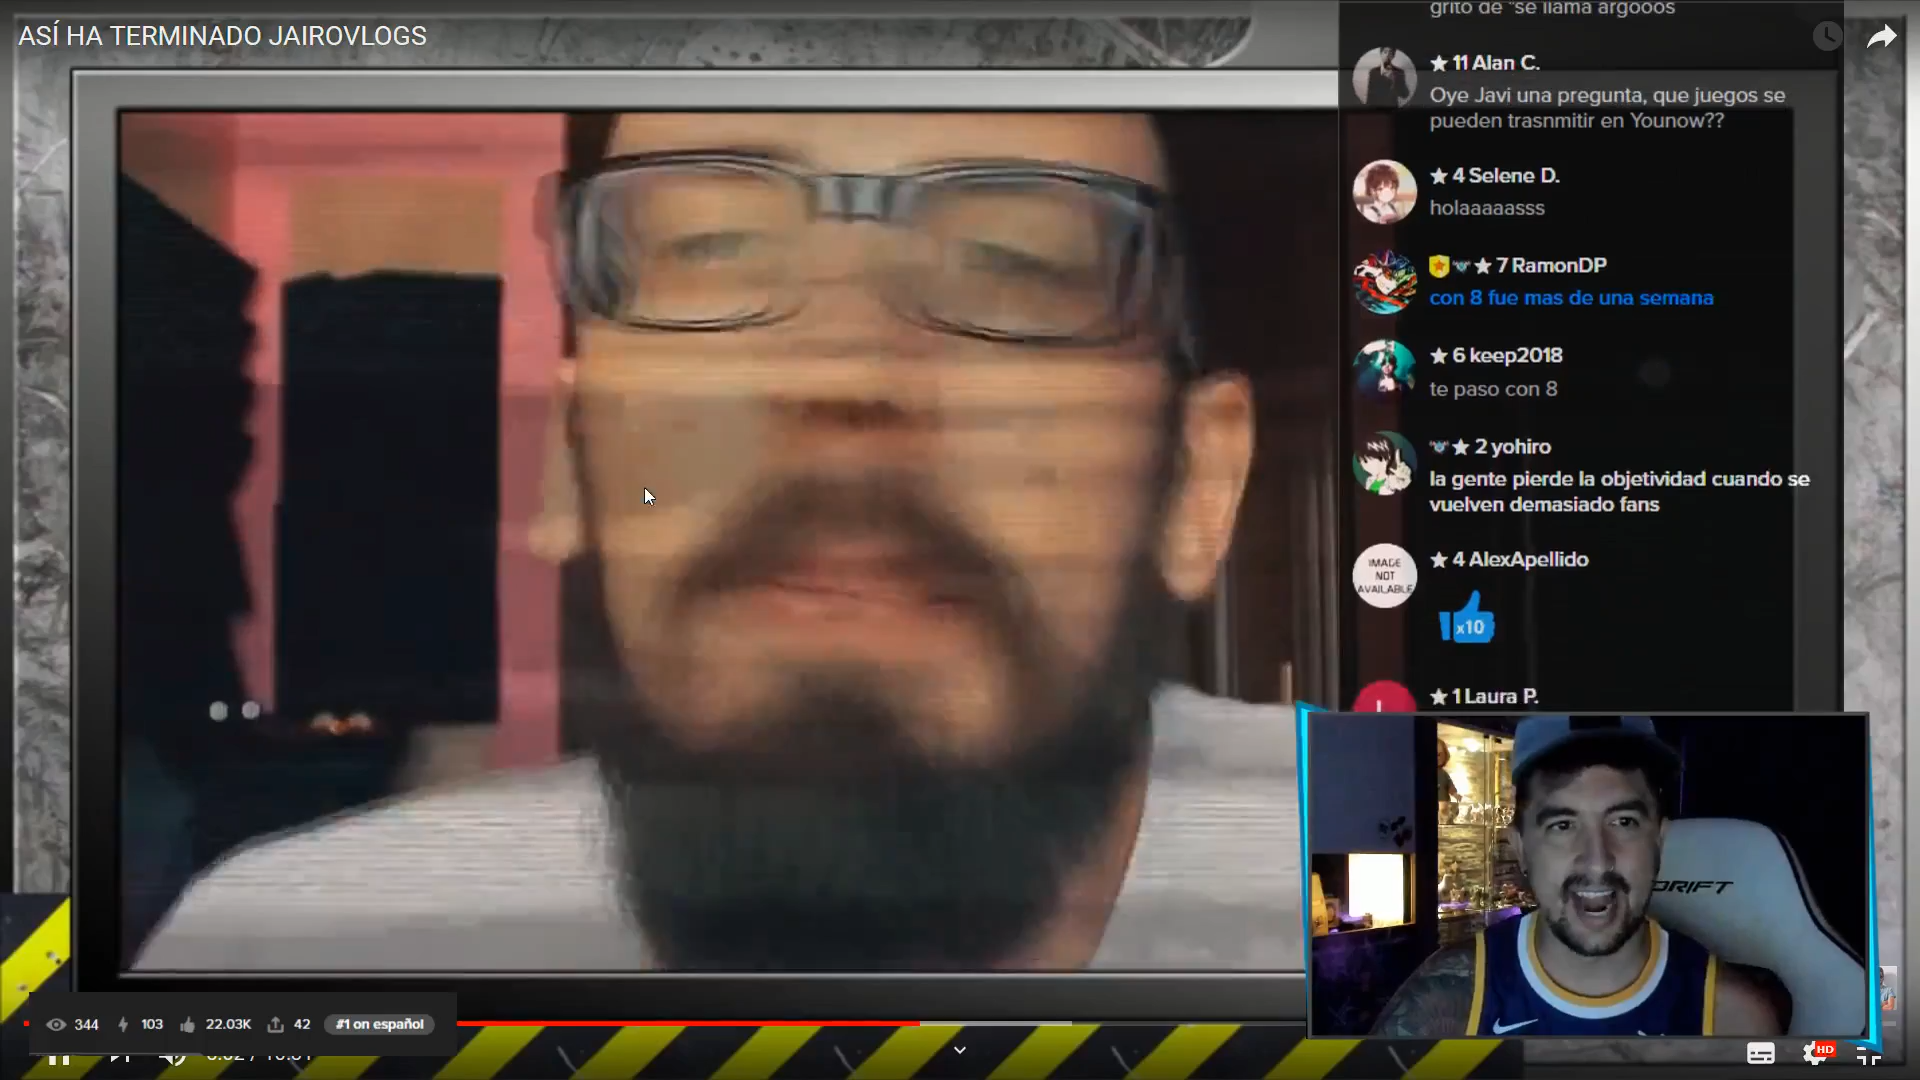 ASÍ HA TERMINADO JAIROVLOGS
grito de "se llama argooos
11 Alan C.
Oye Javi una pregunta, que juegos se
pueden trasnmitir en Younow??
4 Selene D.
holaaaaasss
7 RamonDP
con 8 fue mas de una semana
6 keep2018
te paso con 8
2 yohiro
la gente pierde la objetividad cuando se
vuelven demasiado fans
IMAGE
NOT
AVAILABLE
4 AlexApellido
x10
L
1 Laura P.
DRIFT
344 103 22.03K 42 #1 on español
HD